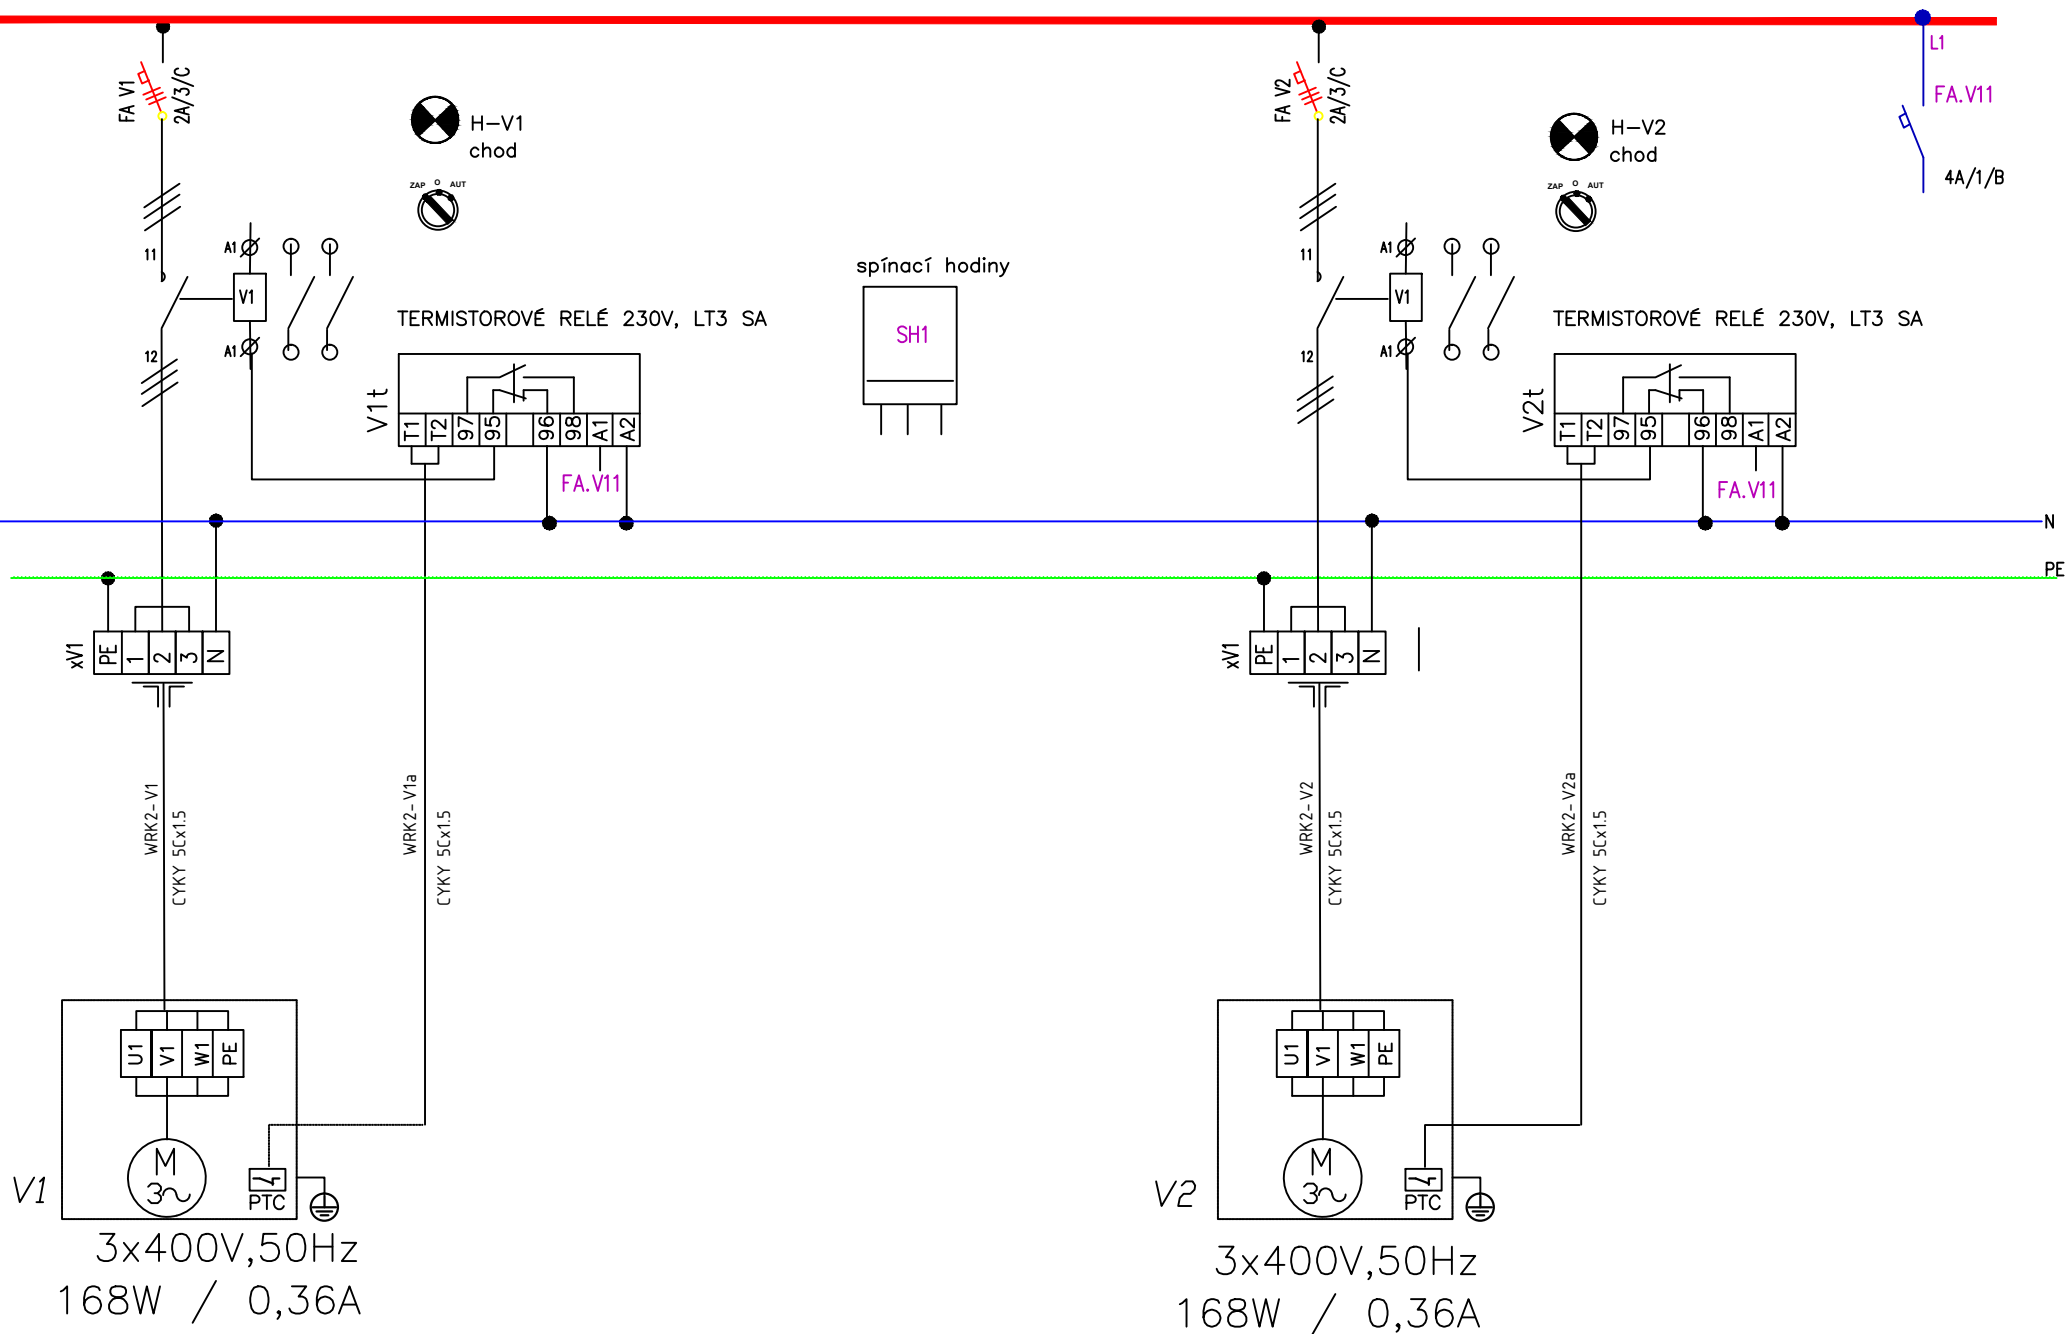 L1
FA V1
2A/3/C
H-V1
chod
ZAP O AUT
11
A1
V1
A1
12
TERMISTOROVÉ RELÉ 230V, LT3 SA
V1t
T1 T2 97 95 96 98 A1 A2
FA.V11
spínací hodiny
SH1
FA V2
2A/3/C
H-V2
chod
ZAP O AUT
FA.V11
4A/1/B
11
A1
V1
A1
12
TERMISTOROVÉ RELÉ 230V, LT3 SA
V2t
T1 T2 97 95 96 98 A1 A2
FA.V11
N
PE
xV1
PE 1 2 3 N
xV1
PE 1 2 3 N
WRK2-V1
CYKY 5Cx1.5
WRK2-V1a
CYKY 5Cx1.5
WRK2-V2
CYKY 5Cx1.5
WRK2-V2a
CYKY 5Cx1.5
U1 V1 W1 PE
M
3~
PTC
V1
3x400V,50Hz
168W / 0,36A
U1 V1 W1 PE
M
3~
PTC
V2
3x400V,50Hz
168W / 0,36A